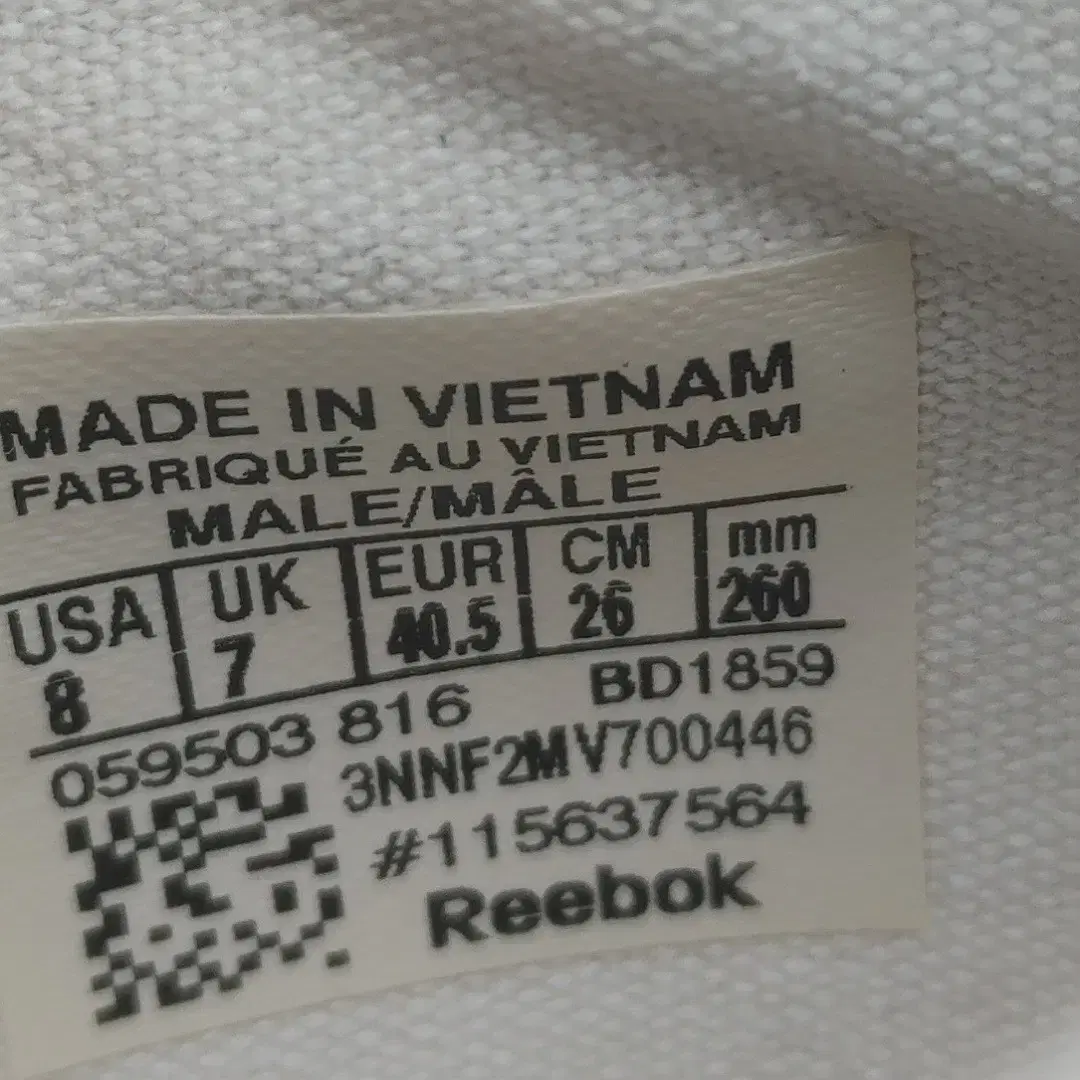 MADE IN VIETNAM
FABRIQUÉ AU VIETNAM
MALE/MÂLE
USA UK EUR CM mm
8 7 40.5 26 260
059503 816 BD1859
3NNF2MV700446
#115637564
Reebok